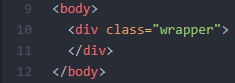 9 <body>
10 <div class="wrapper">
11 </div>
12 </body>